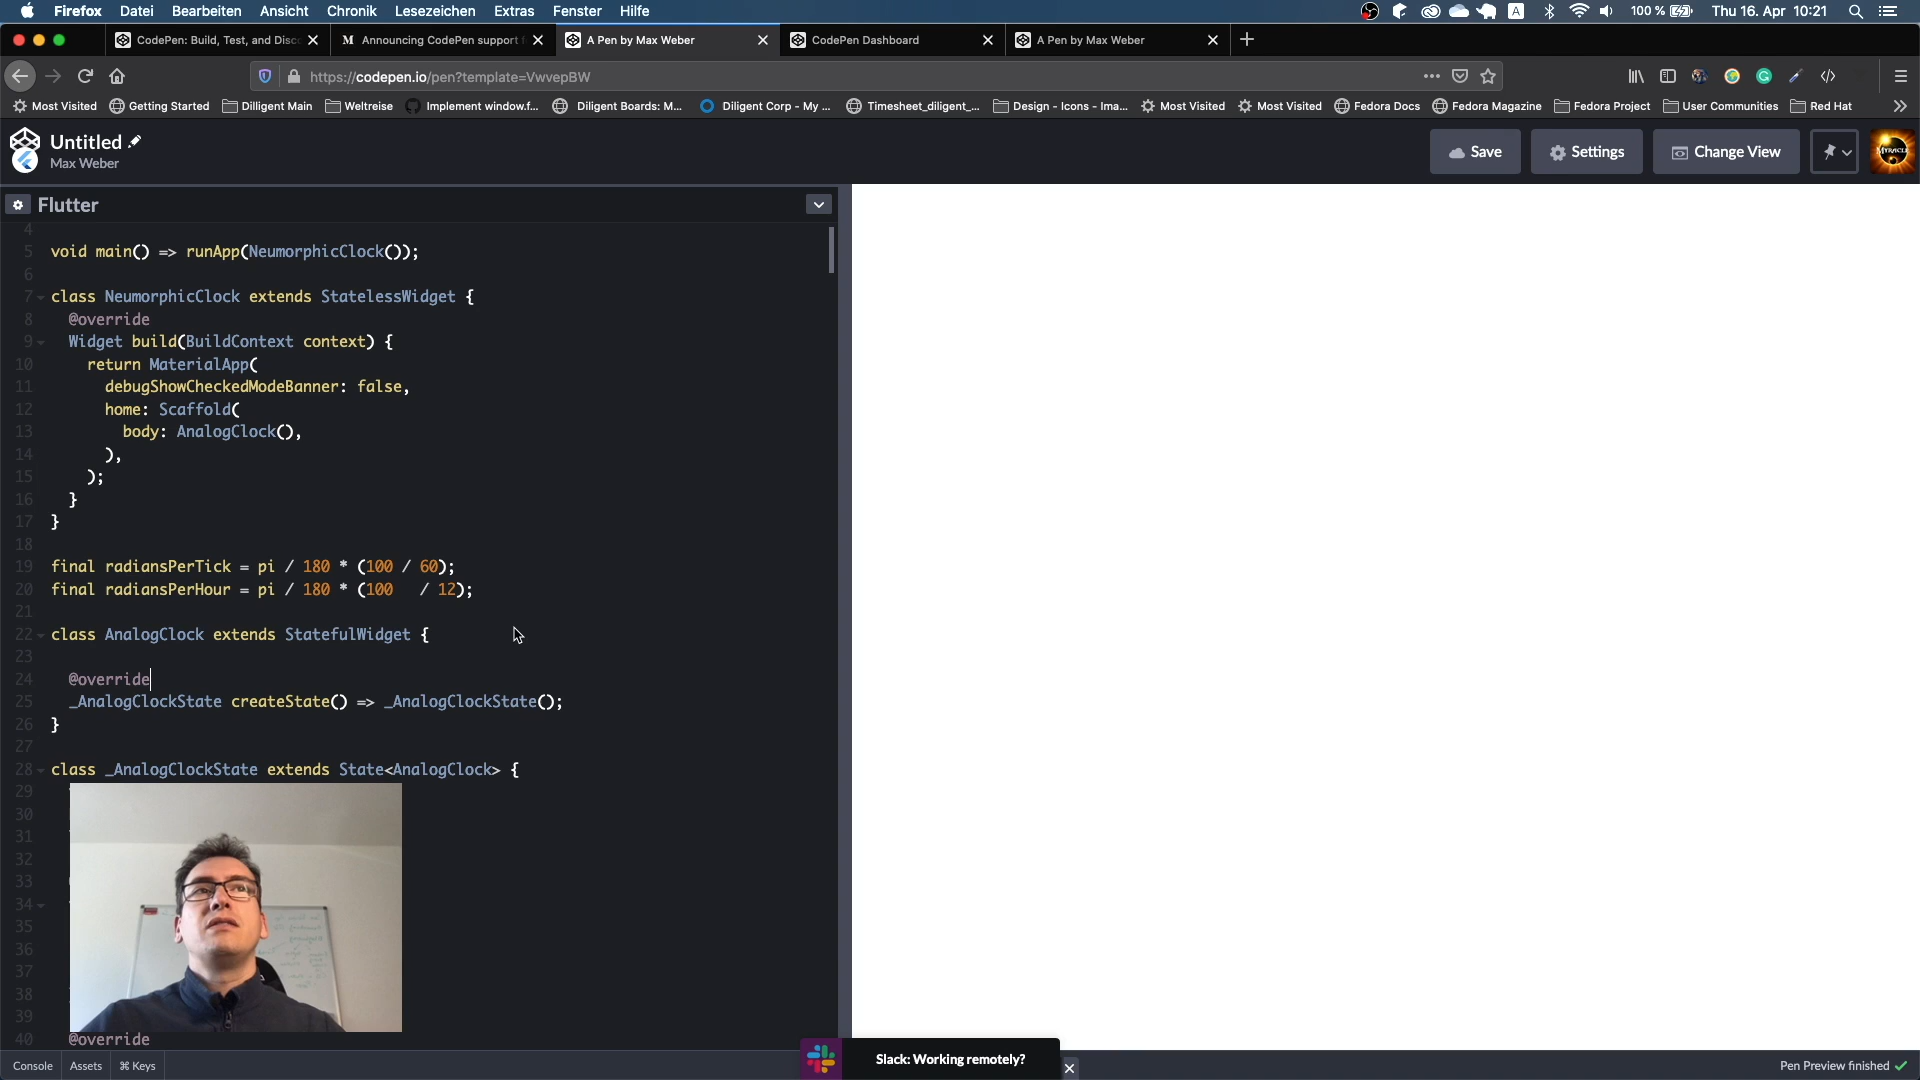 Firefox Datei Bearbeiten Ansicht Chronik Lesezeichen Extras Fenster Hilfe A 100 % Thu 16. Apr 10:21
CodePen: Build, Test, and Disc M Announcing CodePen support f A Pen by Max Weber CodePen Dashboard A Pen by Max Weber
https://codepen.io/pen?template=VwvepBW
Most Visited Getting Started Dilligent Main Weltreise Implement window.f... Diligent Boards: M... Diligent Corp - My ... Timesheet_diligent_... Design - Icons - Ima... Most Visited Most Visited Fedora Docs Fedora Magazine Fedora Project User Communities Red Hat
Untitled
Max Weber
Save Settings Change View
MYRACLE
Flutter
4
5 void main() => runApp(NeumorphicClock());
6
7 class NeumorphicClock extends StatelessWidget {
8 @override
9 Widget build(BuildContext context) {
10 return MaterialApp(
11 debugShowCheckedModeBanner: false,
12 home: Scaffold(
13 body: AnalogClock(),
14 ),
15 );
16 }
17 }
18
19 final radiansPerTick = pi / 180 * (100 / 60);
20 final radiansPerHour = pi / 180 * (100   / 12);
21
22 class AnalogClock extends StatefulWidget {
23
24 @override
25 _AnalogClockState createState() => _AnalogClockState();
26 }
27
28 class _AnalogClockState extends State<AnalogClock> {
29
30
31
32
33
34
35
36
37
38
39
40 @override
Console Assets ⌘ Keys
Slack: Working remotely?
Pen Preview finished